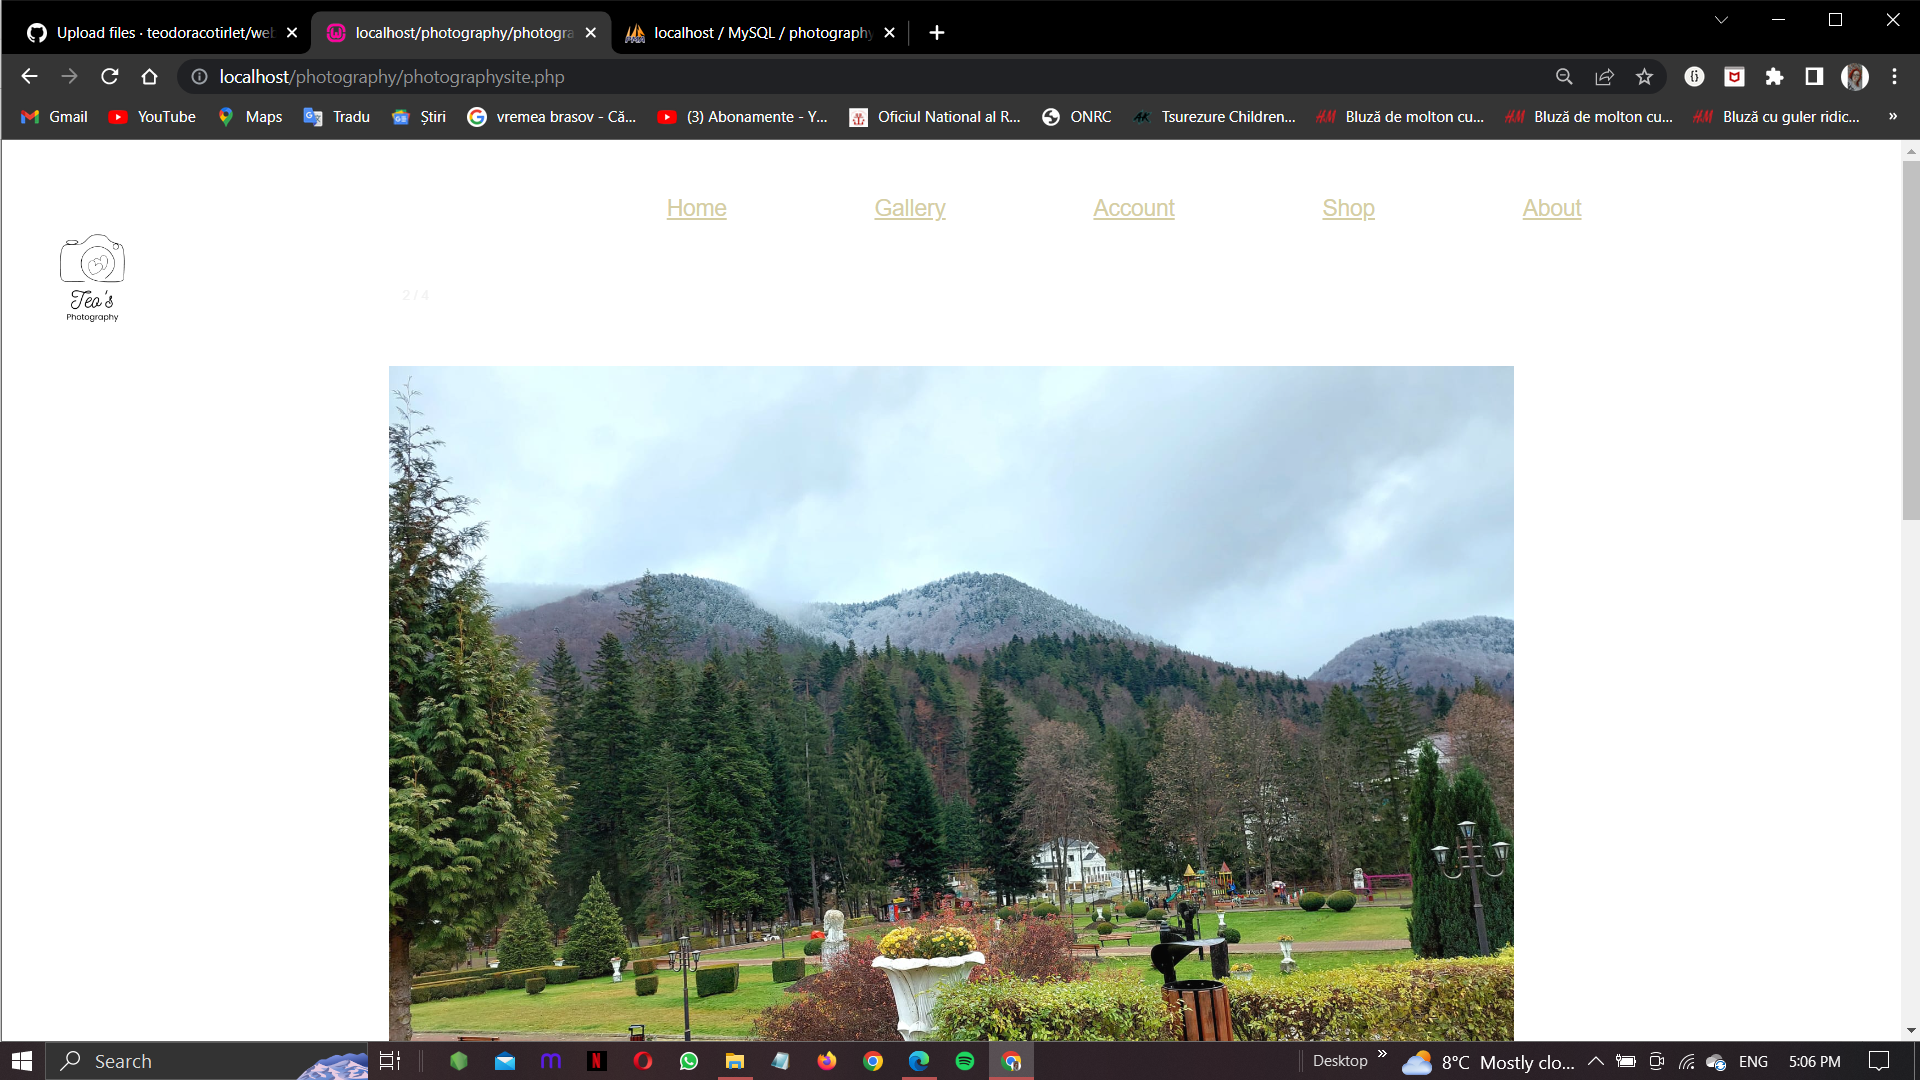 Upload files · teodoracotirlet/web
localhost/photography/photogra
localhost / MySQL / photography
localhost/photography/photographysite.php
Gmail
YouTube
Maps
Tradu
Știri
vremea brasov - Că...
(3) Abonamente - Y...
Oficiul National al R...
ONRC
Tsurezure Children...
Bluză de molton cu...
Bluză de molton cu...
Bluză cu guler ridic...
»
Home
Gallery
Account
Shop
About
Teo's
Photography
2 / 4
Search
Desktop
»
8°C Mostly clo...
ENG
5:06 PM